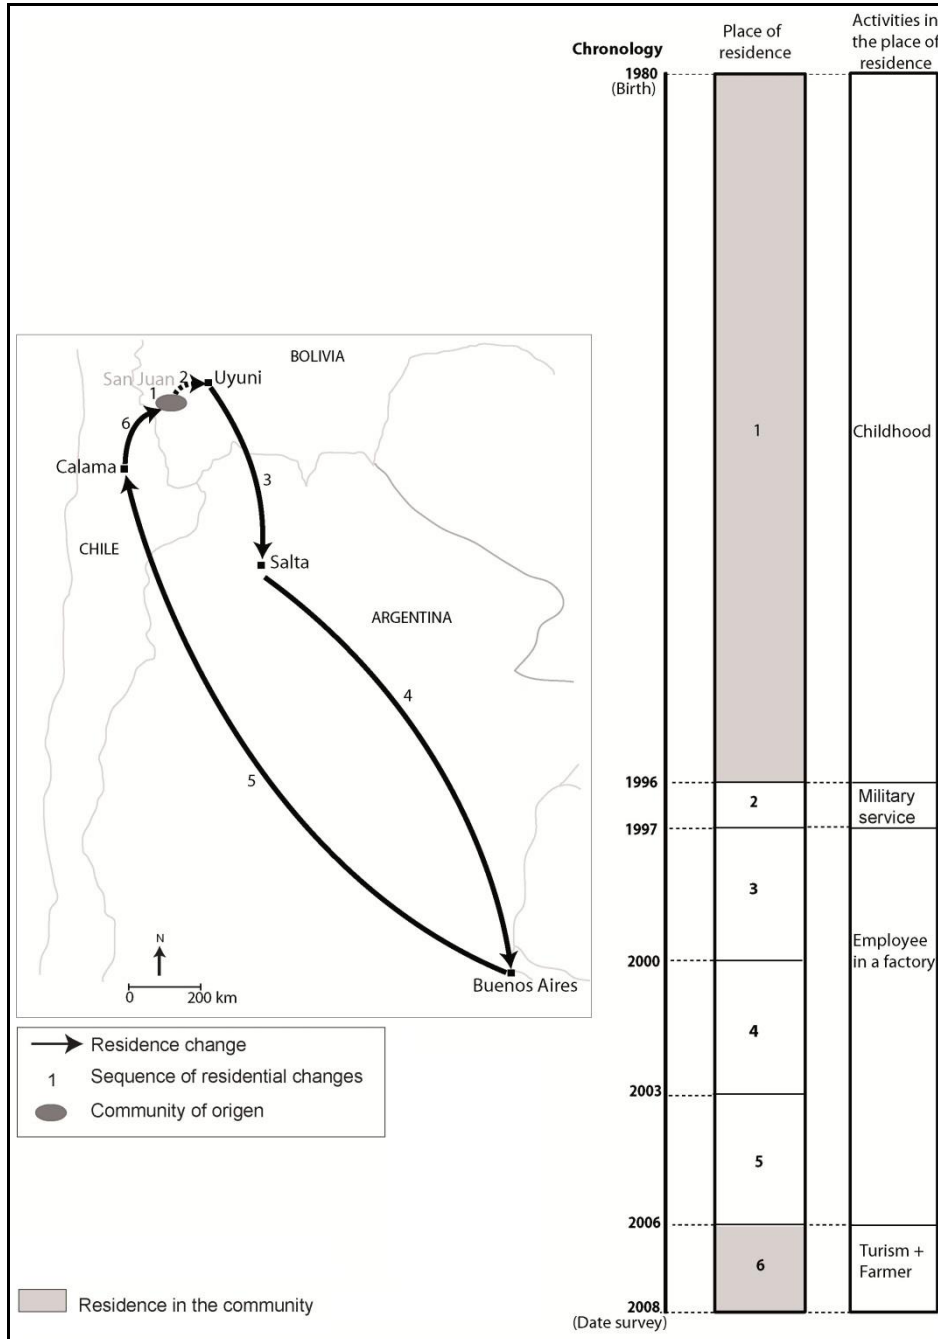 Chronology
Place of
residence
Activities in
the place of
residence
1980
(Birth)
1
Childhood
1996
2
Military
service
1997
3
Employee
in a factory
2000
4
2003
5
2006
6
Turism +
Farmer
2008
(Date survey)
BOLIVIA
San Juan
2
Uyuni
1
6
Calama
3
CHILE
Salta
ARGENTINA
4
5
N
0 200 km
Buenos Aires
Residence change
1 Sequence of residential changes
Community of origen
Residence in the community